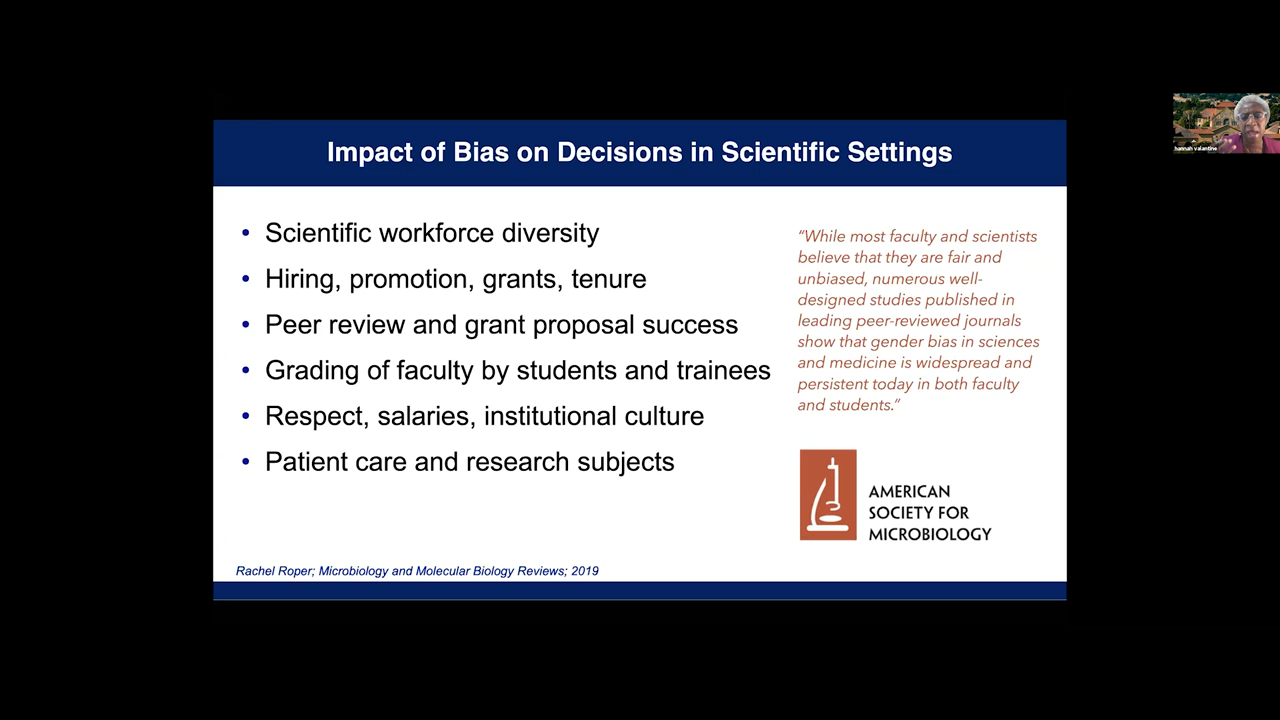 Impact of Bias on Decisions in Scientific Settings
• Scientific workforce diversity
• Hiring, promotion, grants, tenure
• Peer review and grant proposal success
• Grading of faculty by students and trainees
• Respect, salaries, institutional culture
• Patient care and research subjects
“While most faculty and scientists
believe that they are fair and
unbiased, numerous well-
designed studies published in
leading peer-reviewed journals
show that gender bias in sciences
and medicine is widespread and
persistent today in both faculty
and students.”
AMERICAN
SOCIETY FOR
MICROBIOLOGY
Rachel Roper; Microbiology and Molecular Biology Reviews; 2019
hannah valantine